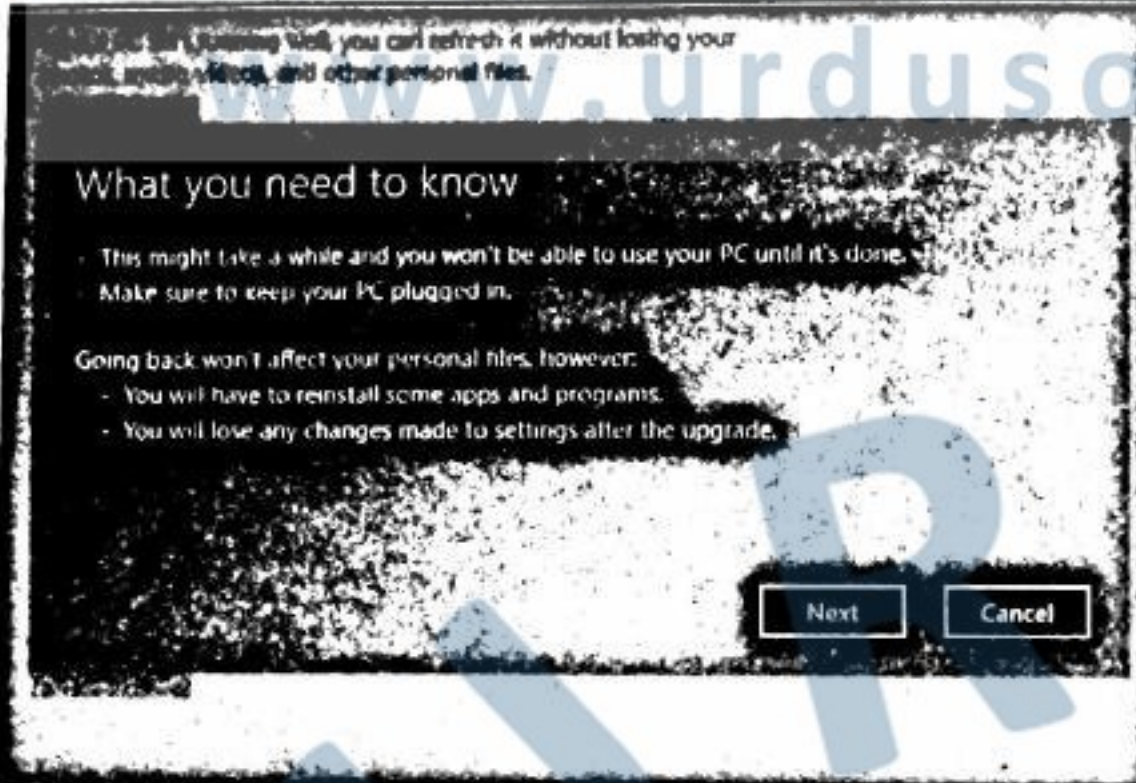 running well, you can refresh it without losing your
videos, and other personal files.
www.urduso
What you need to know
- This might take a while and you won't be able to use your PC until it's done.
- Make sure to keep your PC plugged in.
Going back won't affect your personal files, however:
- You will have to reinstall some apps and programs.
- You will lose any changes made to settings after the upgrade.
R
Next
Cancel